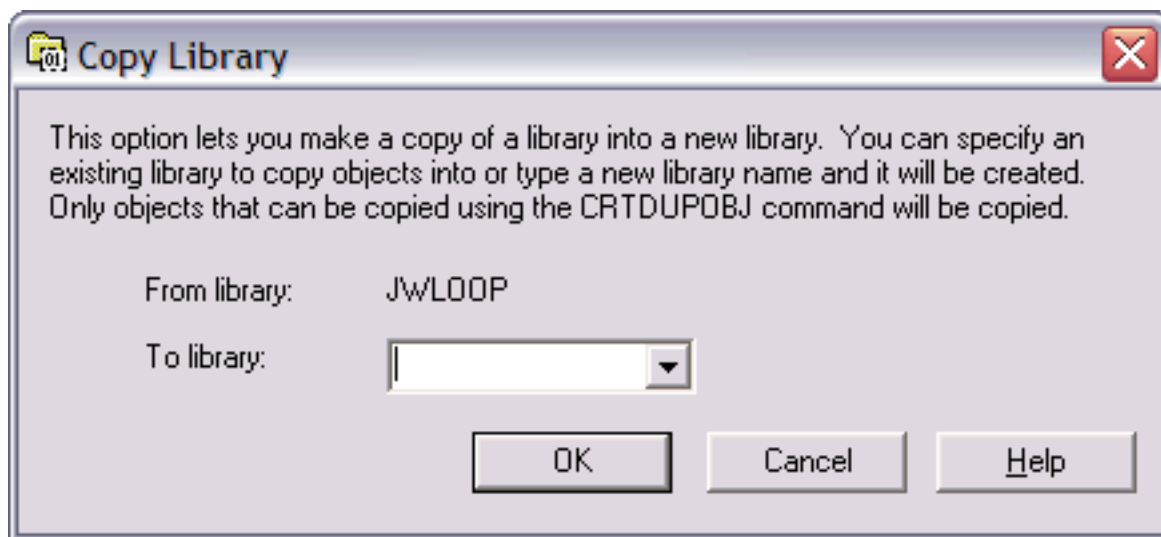 Copy Library
This option lets you make a copy of a library into a new library.  You can specify an
existing library to copy objects into or type a new library name and it will be created.
Only objects that can be copied using the CRTDUPOBJ command will be copied.
From library: JWLOOP
To library:
OK Cancel Help